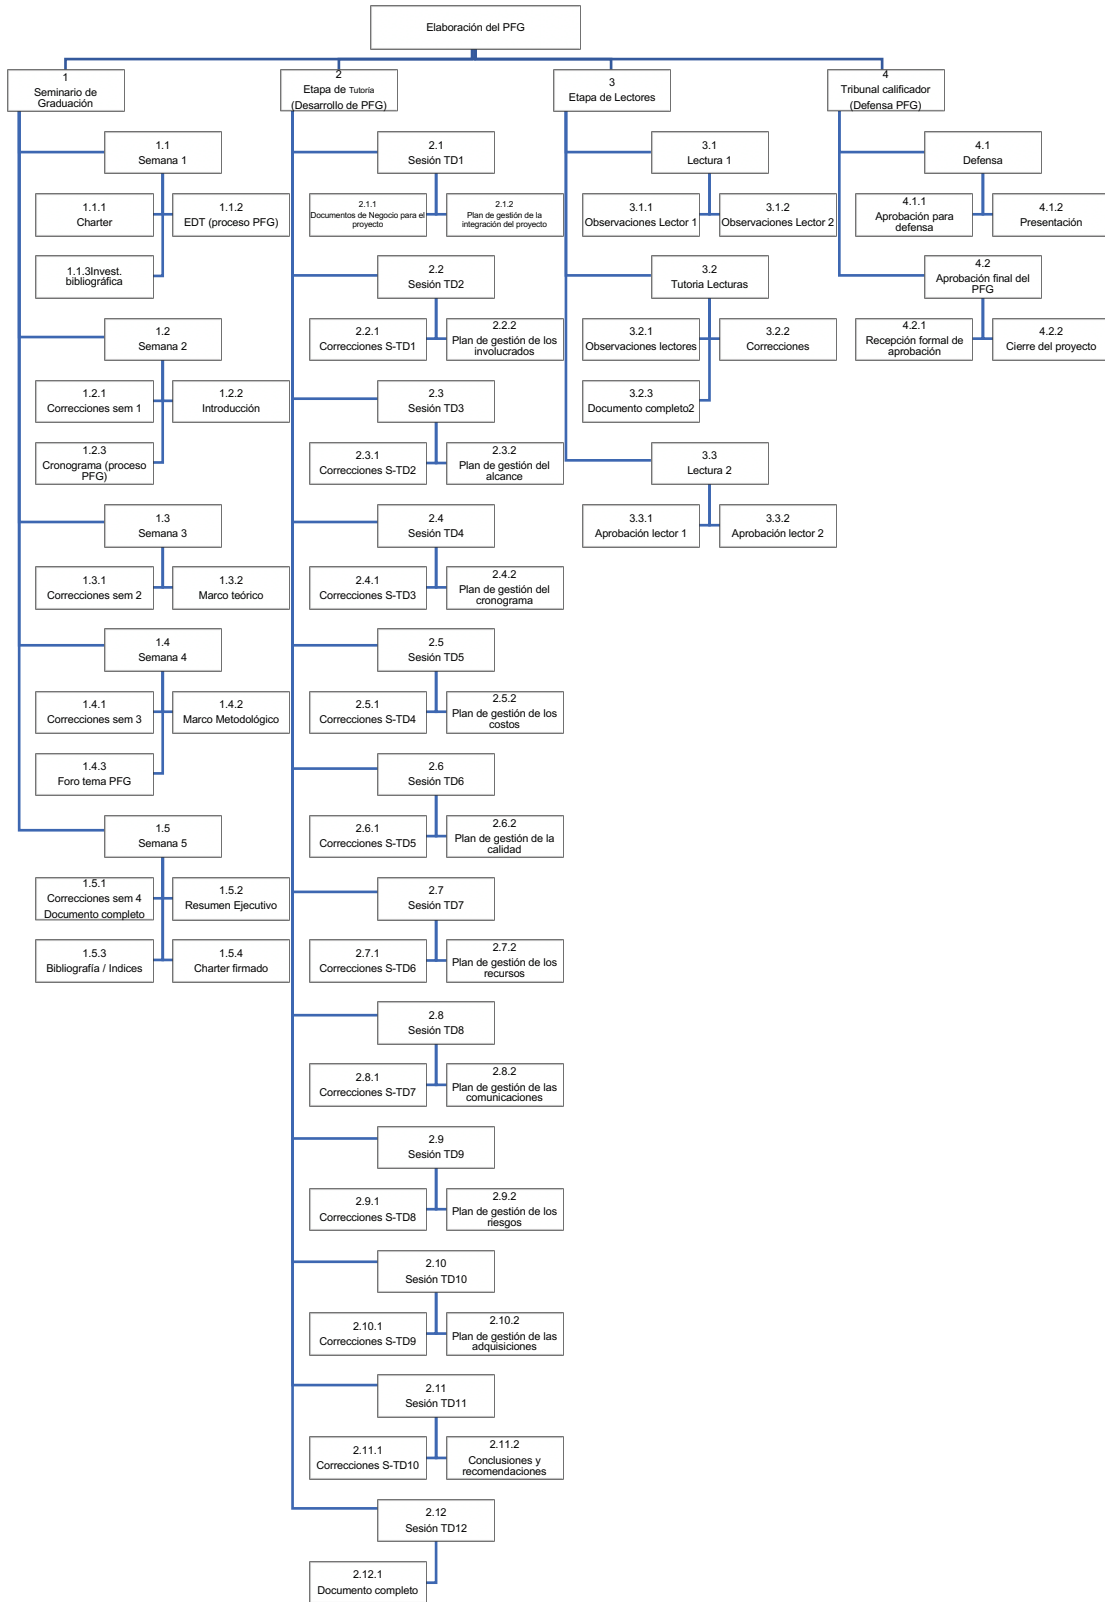 Elaboración del PFG
1
Seminario de
Graduación
1.1
Semana 1
1.1.1
Charter
1.1.2
EDT (proceso PFG)
1.1.3Invest.
bibliográfica
1.2
Semana 2
1.2.1
Correcciones sem 1
1.2.2
Introducción
1.2.3
Cronograma (proceso
PFG)
1.3
Semana 3
1.3.1
Correcciones sem 2
1.3.2
Marco teórico
1.4
Semana 4
1.4.1
Correcciones sem 3
1.4.2
Marco Metodológico
1.4.3
Foro tema PFG
1.5
Semana 5
1.5.1
Correcciones sem 4
Documento completo
1.5.2
Resumen Ejecutivo
1.5.3
Bibliografía / Indices
1.5.4
Charter firmado
2
Etapa de Tutoría
(Desarrollo de PFG)
2.1
Sesión TD1
2.1.1
Documentos de Negocio para el
proyecto
2.1.2
Plan de gestión de la
integración del proyecto
2.2
Sesión TD2
2.2.1
Correcciones S-TD1
2.2.2
Plan de gestión de los
involucrados
2.3
Sesión TD3
2.3.1
Correcciones S-TD2
2.3.2
Plan de gestión del
alcance
2.4
Sesión TD4
2.4.1
Correcciones S-TD3
2.4.2
Plan de gestión del
cronograma
2.5
Sesión TD5
2.5.1
Correcciones S-TD4
2.5.2
Plan de gestión de los
costos
2.6
Sesión TD6
2.6.1
Correcciones S-TD5
2.6.2
Plan de gestión de la
calidad
2.7
Sesión TD7
2.7.1
Correcciones S-TD6
2.7.2
Plan de gestión de los
recursos
2.8
Sesión TD8
2.8.1
Correcciones S-TD7
2.8.2
Plan de gestión de las
comunicaciones
2.9
Sesión TD9
2.9.1
Correcciones S-TD8
2.9.2
Plan de gestión de los
riesgos
2.10
Sesión TD10
2.10.1
Correcciones S-TD9
2.10.2
Plan de gestión de las
adquisiciones
2.11
Sesión TD11
2.11.1
Correcciones S-TD10
2.11.2
Conclusiones y
recomendaciones
2.12
Sesión TD12
2.12.1
Documento completo
3
Etapa de Lectores
3.1
Lectura 1
3.1.1
Observaciones Lector 1
3.1.2
Observaciones Lector 2
3.2
Tutoria Lecturas
3.2.1
Observaciones lectores
3.2.2
Correcciones
3.2.3
Documento completo2
3.3
Lectura 2
3.3.1
Aprobación lector 1
3.3.2
Aprobación lector 2
4
Tribunal calificador
(Defensa PFG)
4.1
Defensa
4.1.1
Aprobación para
defensa
4.1.2
Presentación
4.2
Aprobación final del
PFG
4.2.1
Recepción formal de
aprobación
4.2.2
Cierre del proyecto